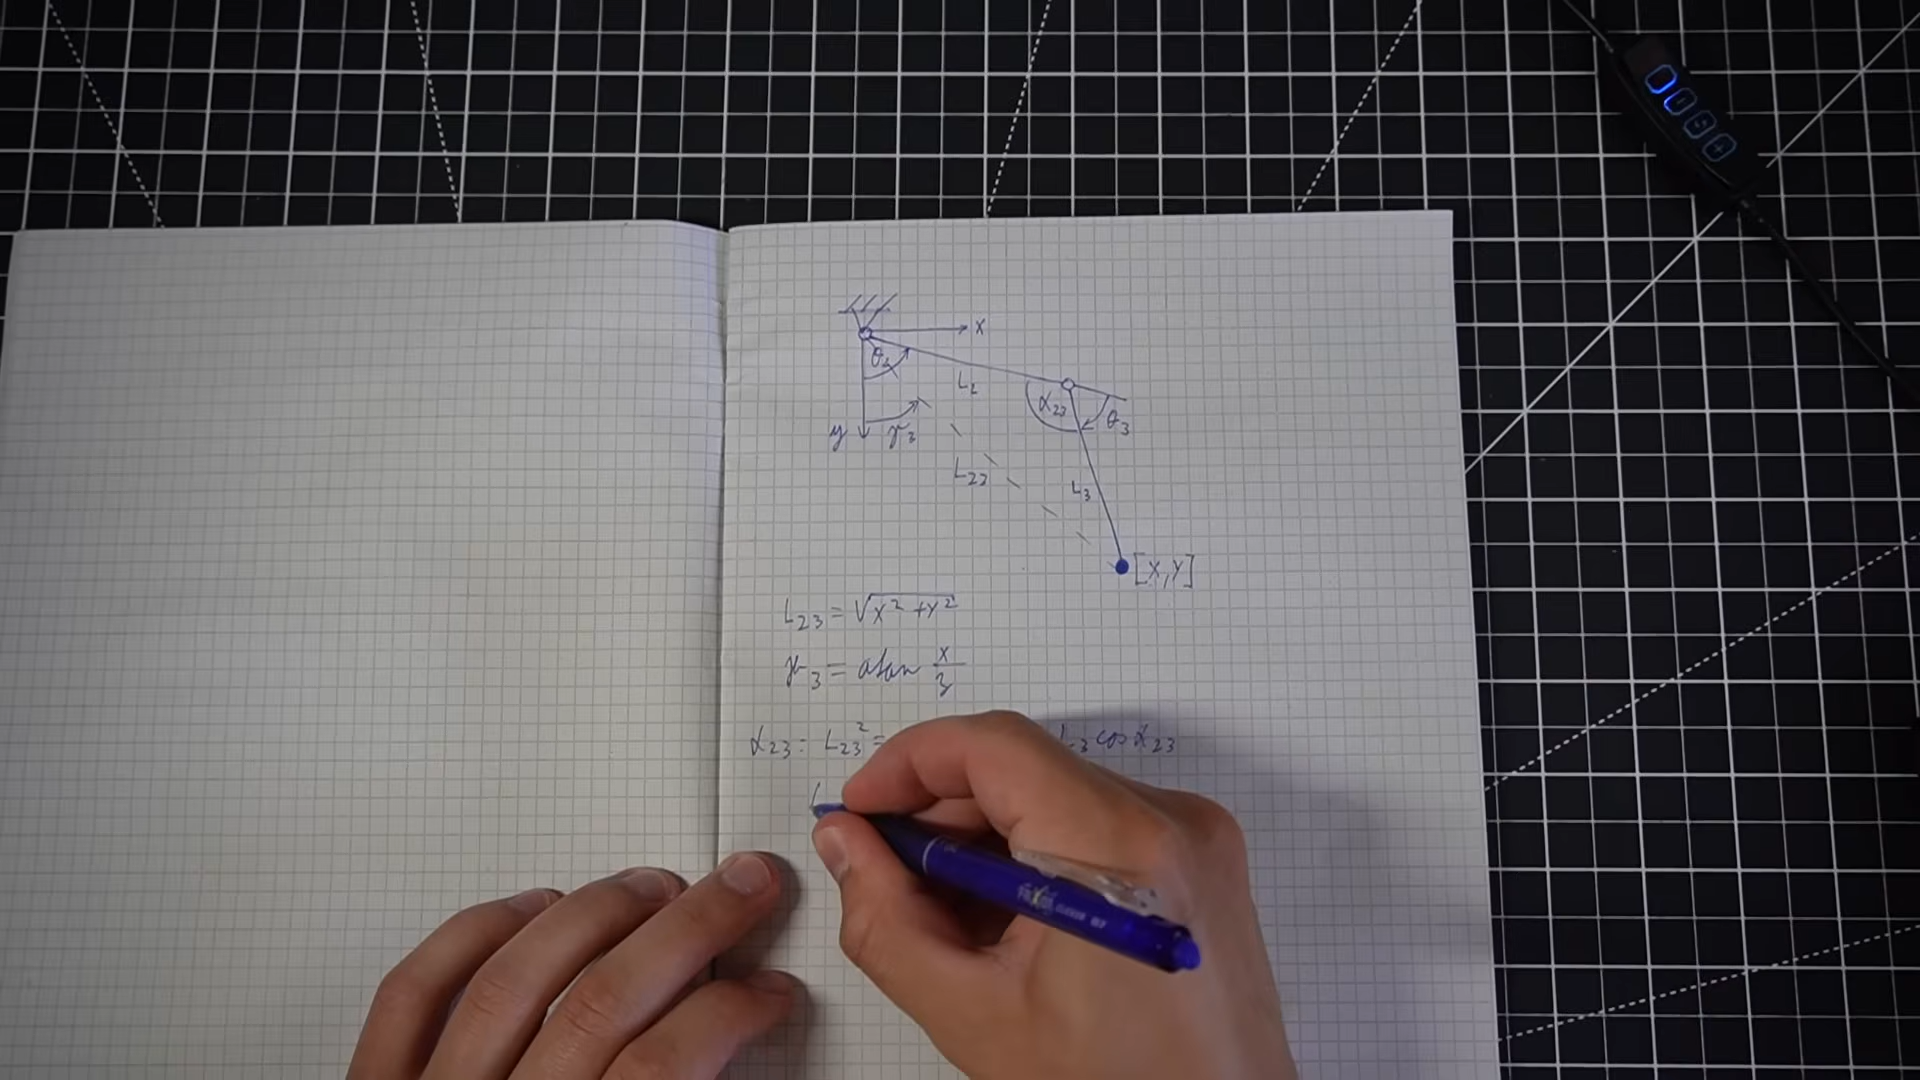 x
θ₂
L₂
α₂₃
θ₃
y
γ₃
L₂₃
L₃
[X,Y]
L₂₃ = √x² + y²
γ₃ = atan x/y
α₂₃: L₂₃² =
L₃ cos α₂₃